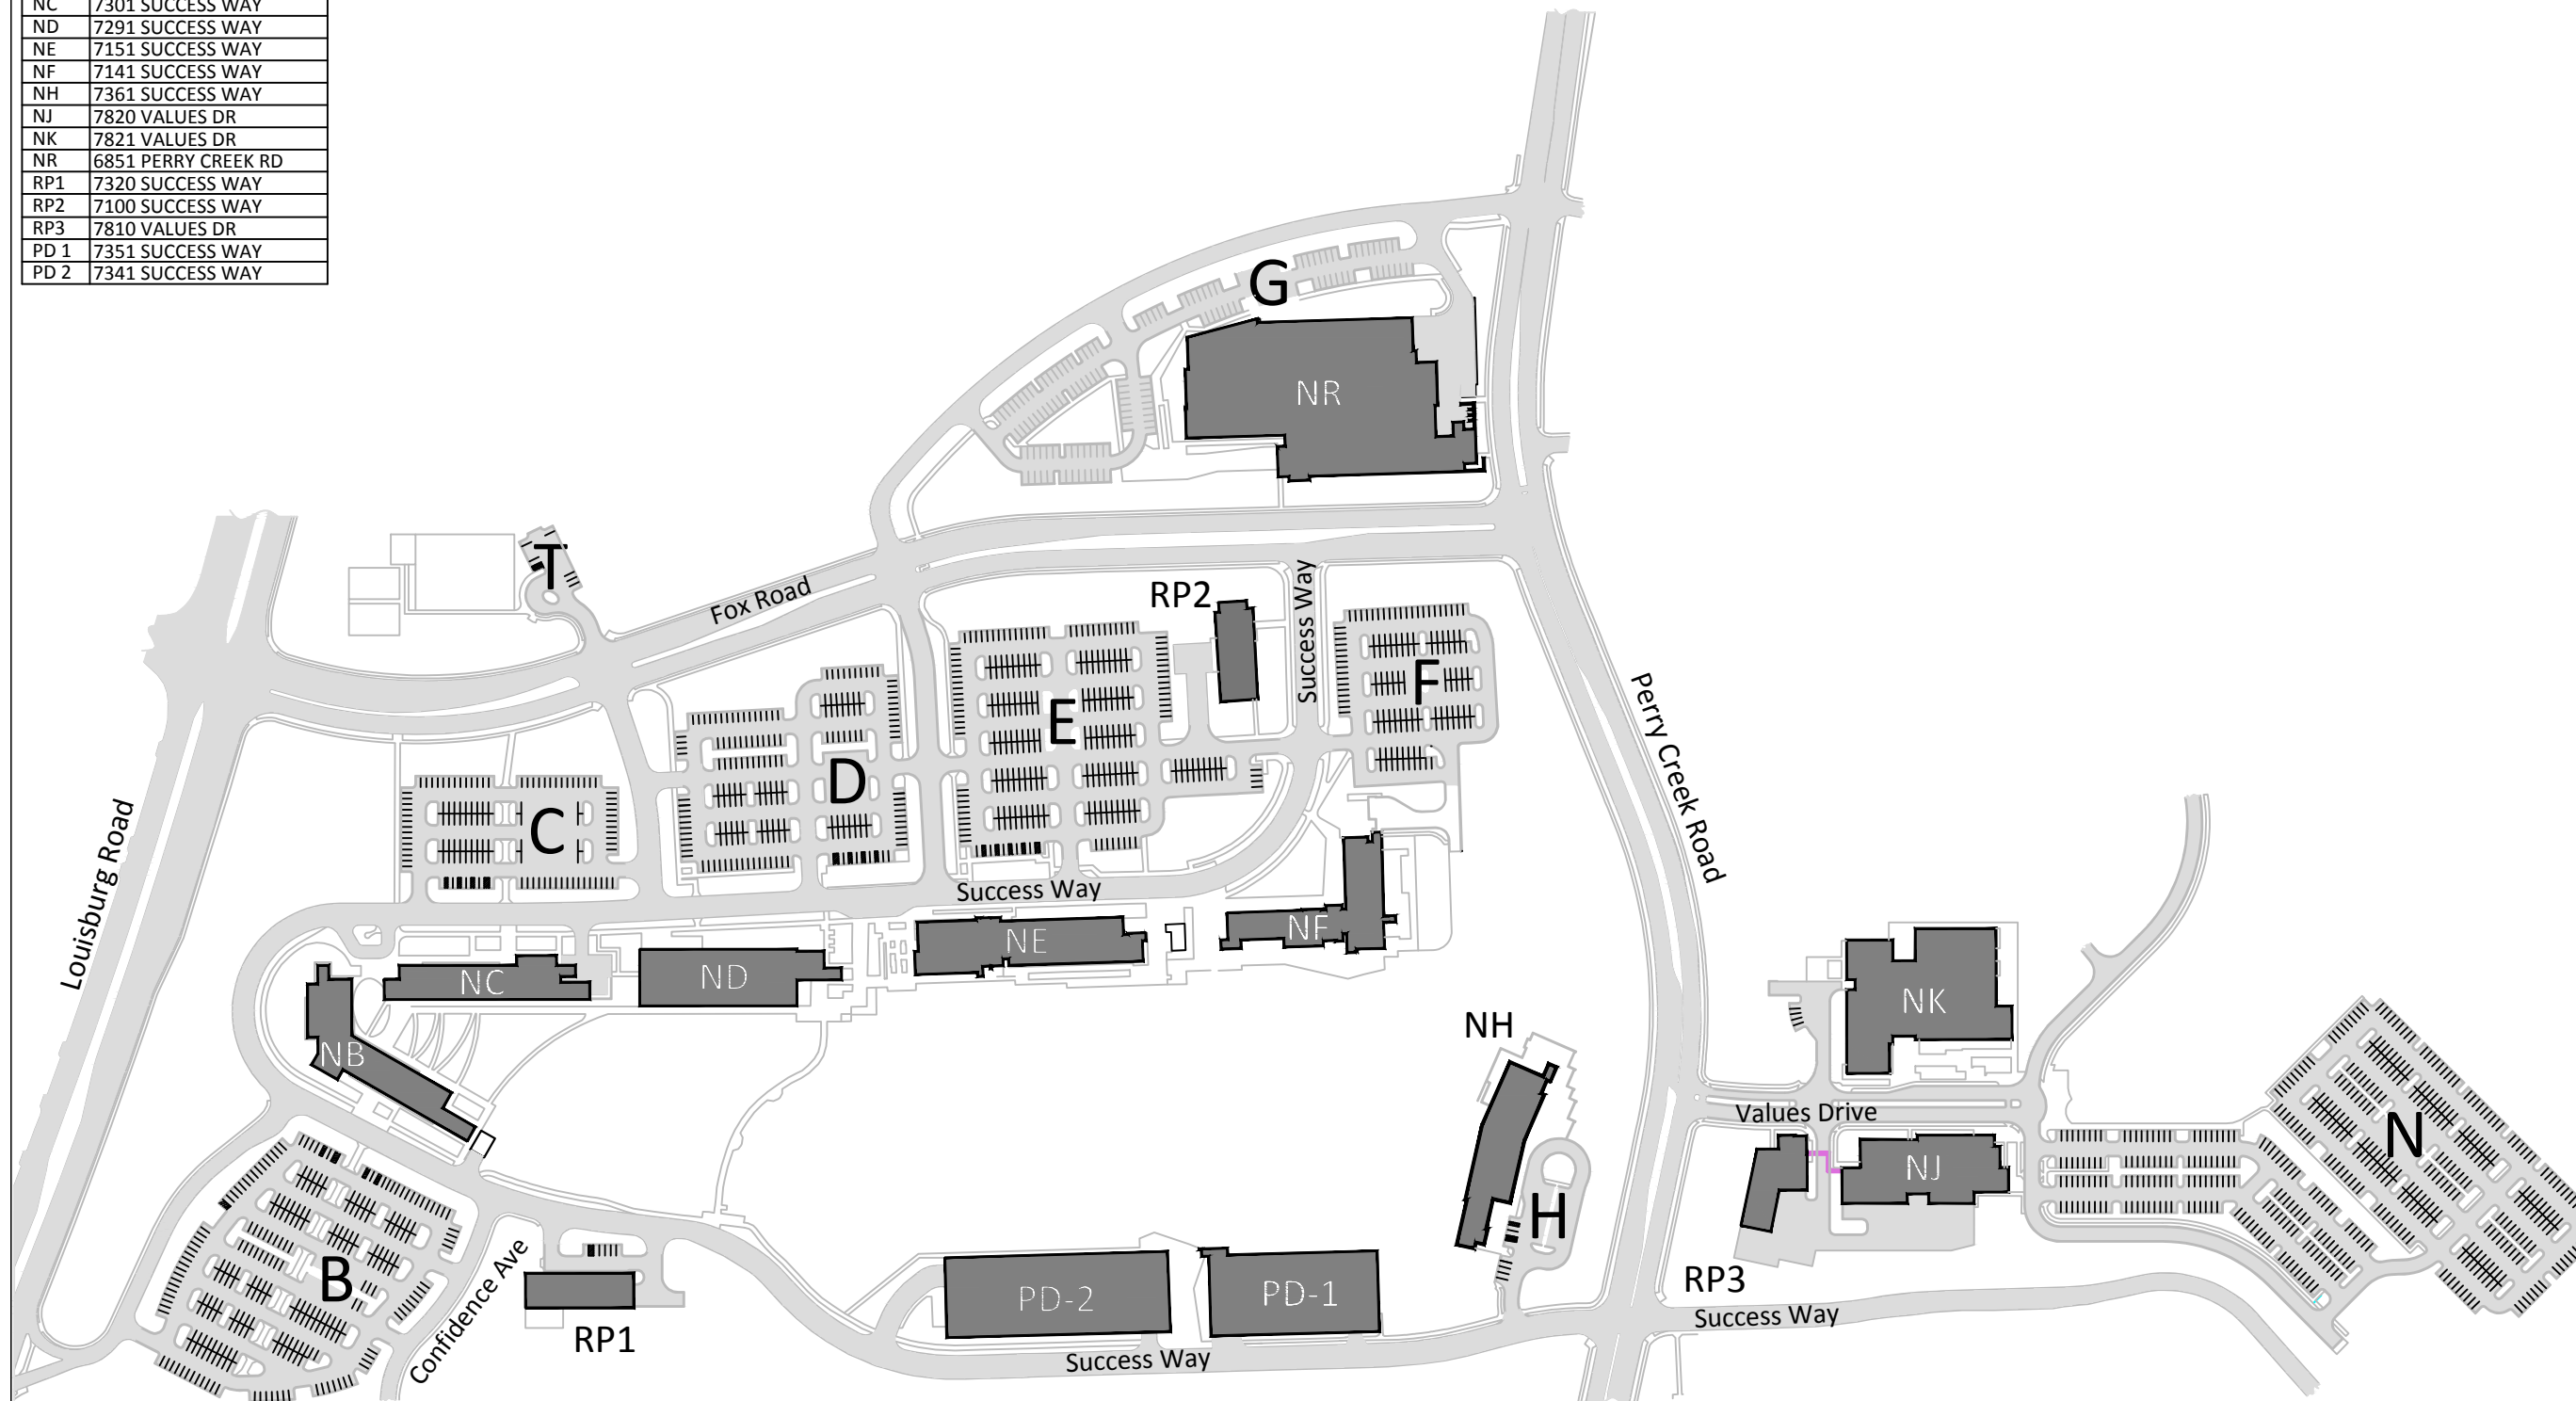 NC 7301 SUCCESS WAY
ND 7291 SUCCESS WAY
NE 7151 SUCCESS WAY
NF 7141 SUCCESS WAY
NH 7361 SUCCESS WAY
NJ 7820 VALUES DR
NK 7821 VALUES DR
NR 6851 PERRY CREEK RD
RP1 7320 SUCCESS WAY
RP2 7100 SUCCESS WAY
RP3 7810 VALUES DR
PD 1 7351 SUCCESS WAY
PD 2 7341 SUCCESS WAY
G
NR
T
Fox Road
RP2
Success Way
F
E
D
C
Perry Creek Road
Louisburg Road
Success Way
NF
NE
ND
NC
NB
NH
NK
Values Drive
NJ
N
H
B
Confidence Ave
RP1
PD-2
PD-1
RP3
Success Way
Success Way